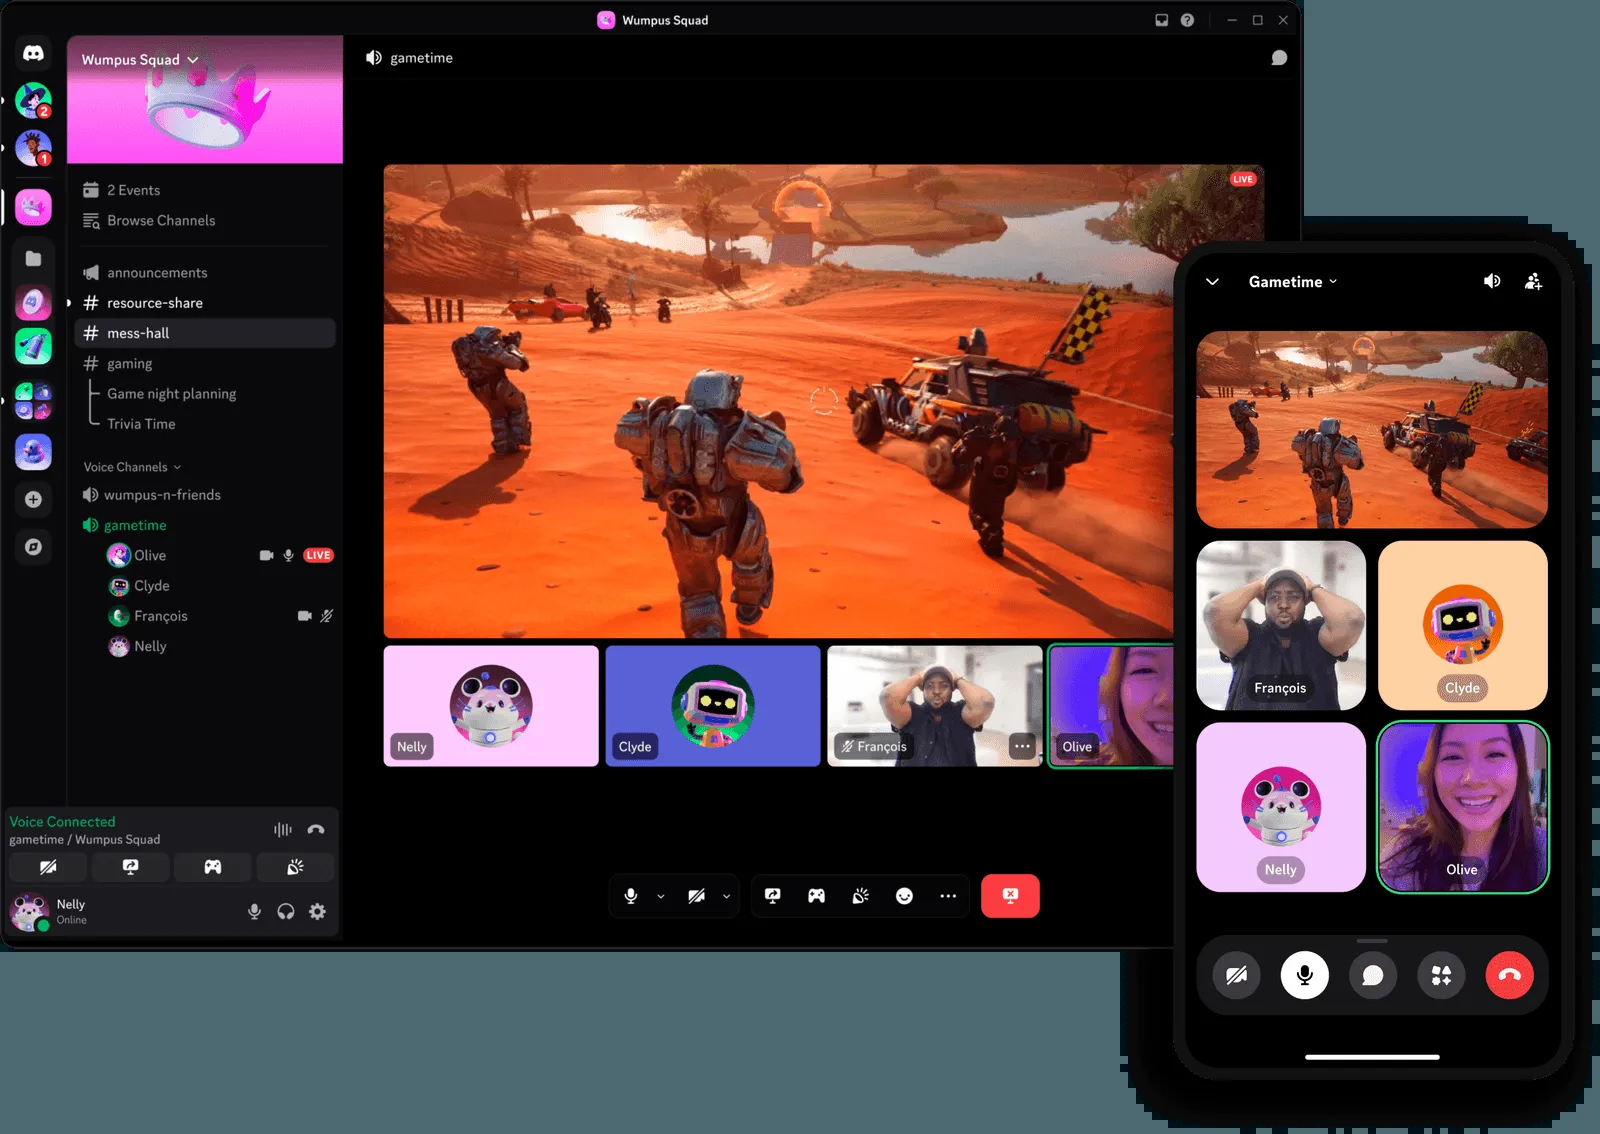 Wumpus Squad
Wumpus Squad
2
1
2 Events
Browse Channels
announcements
resource-share
mess-hall
gaming
Game night planning
Trivia Time
Voice Channels
wumpus-n-friends
gametime
Olive LIVE
Clyde
François
Nelly
Voice Connected
gametime / Wumpus Squad
Nelly
Online
gametime
LIVE
Nelly
Clyde
François
Olive
Gametime
François
Clyde
Nelly
Olive